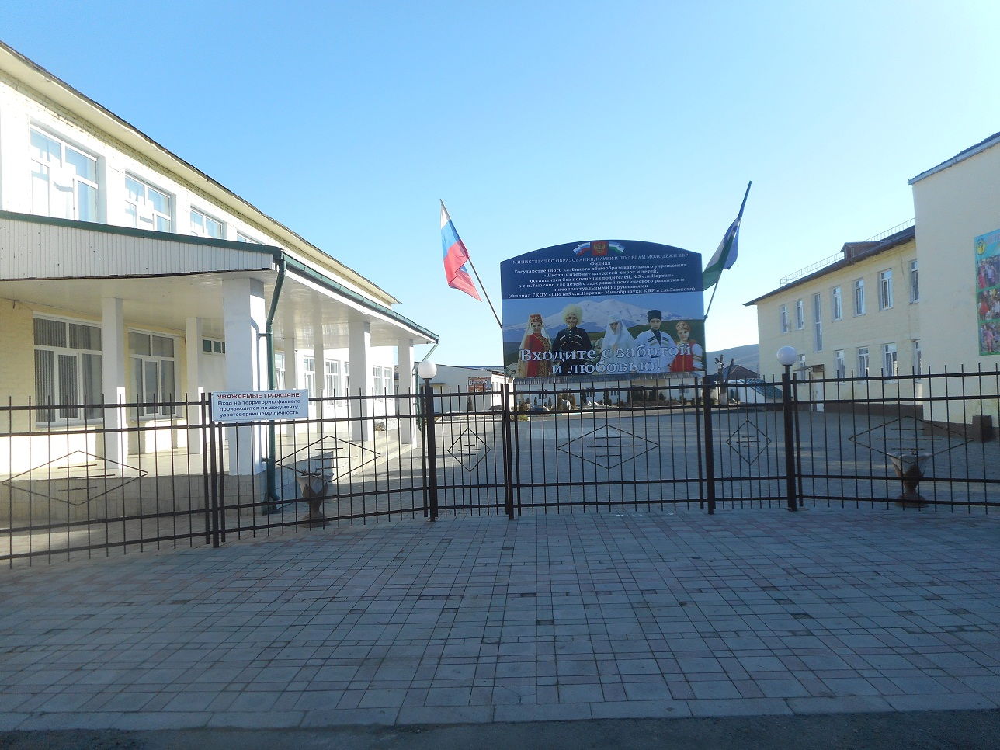 МИНИСТЕРСТВО ОБРАЗОВАНИЯ, НАУКИ И ПО ДЕЛАМ МОЛОДЁЖИ КБР
Филиал
Государственного казённого общеобразовательного учреждения
«Школа-интернат для детей-сирот и детей,
оставшихся без попечения родителей, №5 с.п.Нартан»
в с.п.Заюково для детей с задержкой психического развития и
интеллектуальными нарушениями
(Филиал ГКОУ «ШИ №5 с.п.Нартан» Минобрнауки КБР в с.п.Заюково)
Входите с заботой
и любовью!
УВАЖАЕМЫЕ ГРАЖДАНЕ!
Вход на территорию филиала
производится по документу,
удостоверяющему личность.